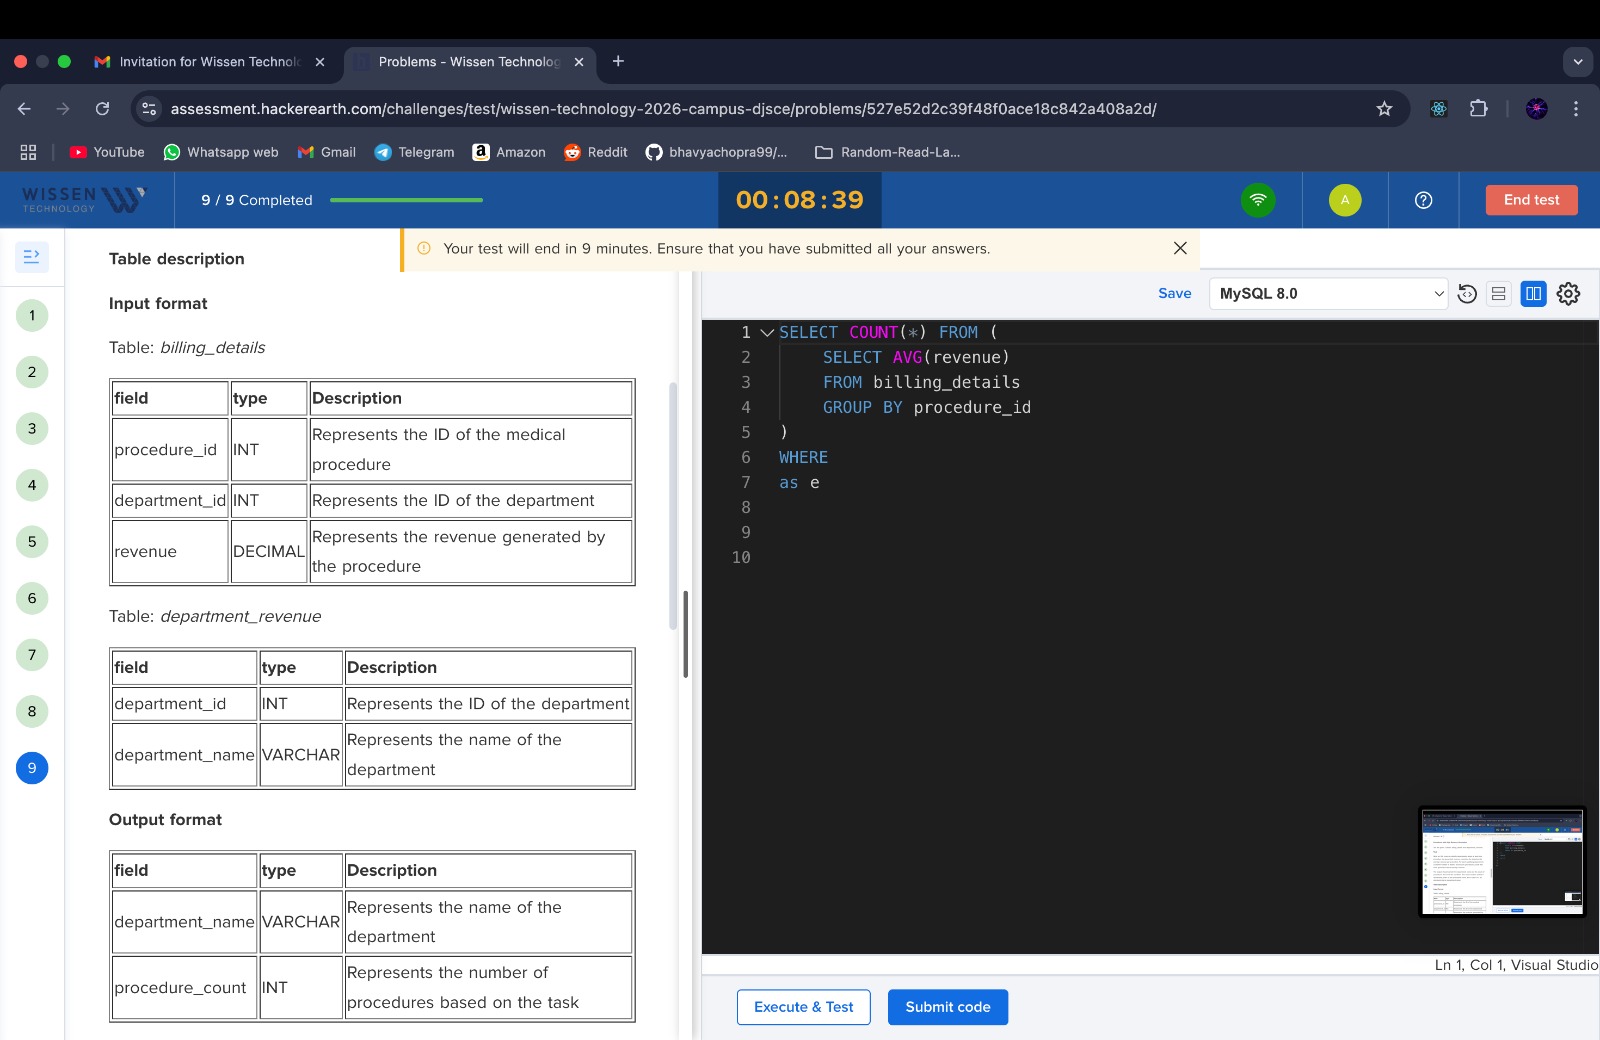 Invitation for Wissen Technolo
Problems - Wissen Technolog
assessment.hackerearth.com/challenges/test/wissen-technology-2026-campus-djsce/problems/527e52d2c39f48f0ace18c842a408a2d/
YouTube
Whatsapp web
Gmail
Telegram
Amazon
Reddit
bhavyachopra99/...
Random-Read-La...
WISSEN
TECHNOLOGY
9 / 9 Completed
00:08:39
A
End test
Your test will end in 9 minutes. Ensure that you have submitted all your answers.
1
2
3
4
5
6
7
8
9
Table description
Input format
Table: billing_details
field type Description
procedure_id INT Represents the ID of the medical
procedure
department_id INT Represents the ID of the department
revenue DECIMAL Represents the revenue generated by
the procedure
Table: department_revenue
field type Description
department_id INT Represents the ID of the department
department_name VARCHAR Represents the name of the
department
Output format
field type Description
department_name VARCHAR Represents the name of the
department
procedure_count INT Represents the number of
procedures based on the task
Save
MySQL 8.0
1 SELECT COUNT(*) FROM (
2 SELECT AVG(revenue)
3 FROM billing_details
4 GROUP BY procedure_id
5 )
6 WHERE
7 as e
8
9
10
Ln 1, Col 1, Visual Studio
Execute & Test
Submit code